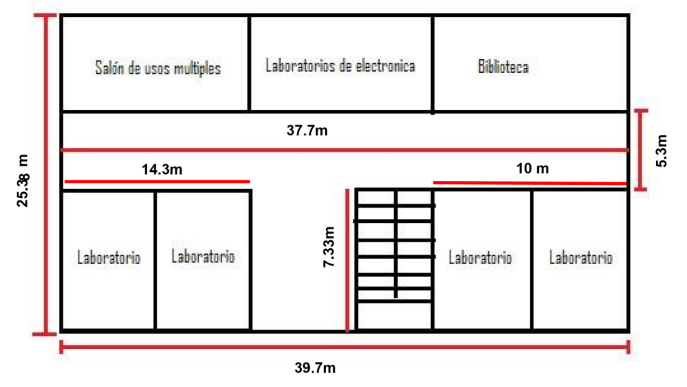 Salón de usos multiples
Laboratorios de electronica
Biblioteca
37.7m
5.3m
14.3m
10 m
25.38 m
7.33m
Laboratorio
Laboratorio
Laboratorio
Laboratorio
39.7m